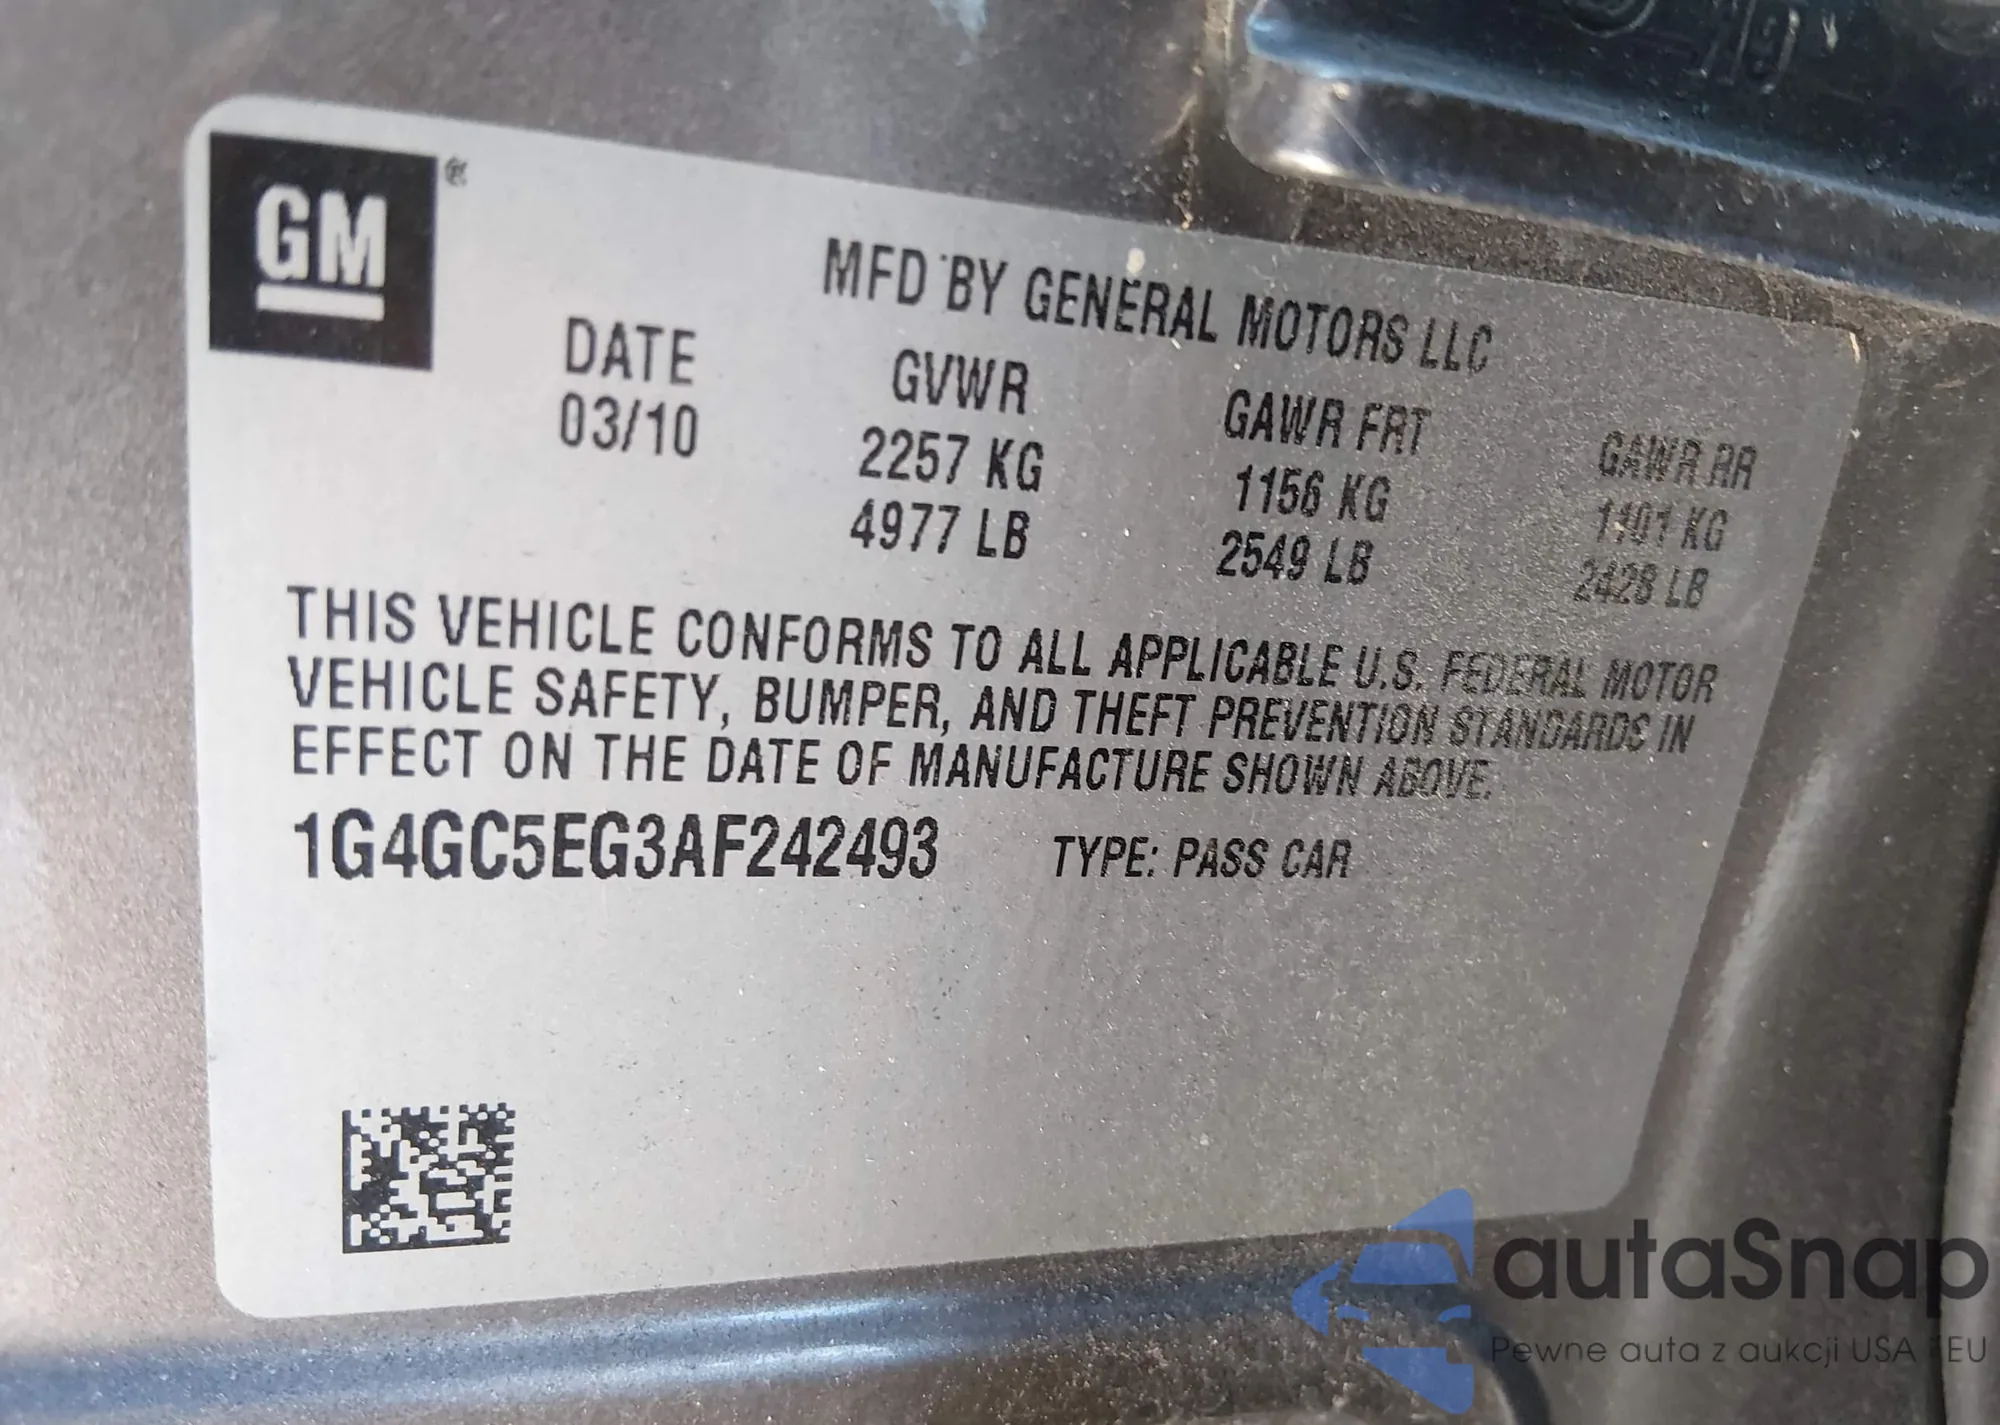 GM®
MFD BY GENERAL MOTORS LLC
DATE GVWR GAWR FRT GAWR RR
03/10 2257 KG 1156 KG 1101 KG
4977 LB 2549 LB 2428 LB
THIS VEHICLE CONFORMS TO ALL APPLICABLE U.S. FEDERAL MOTOR
VEHICLE SAFETY, BUMPER, AND THEFT PREVENTION STANDARDS IN
EFFECT ON THE DATE OF MANUFACTURE SHOWN ABOVE.
1G4GC5EG3AF242493 TYPE: PASS CAR
autaSnap
Pewne auta z aukcji USA i EU